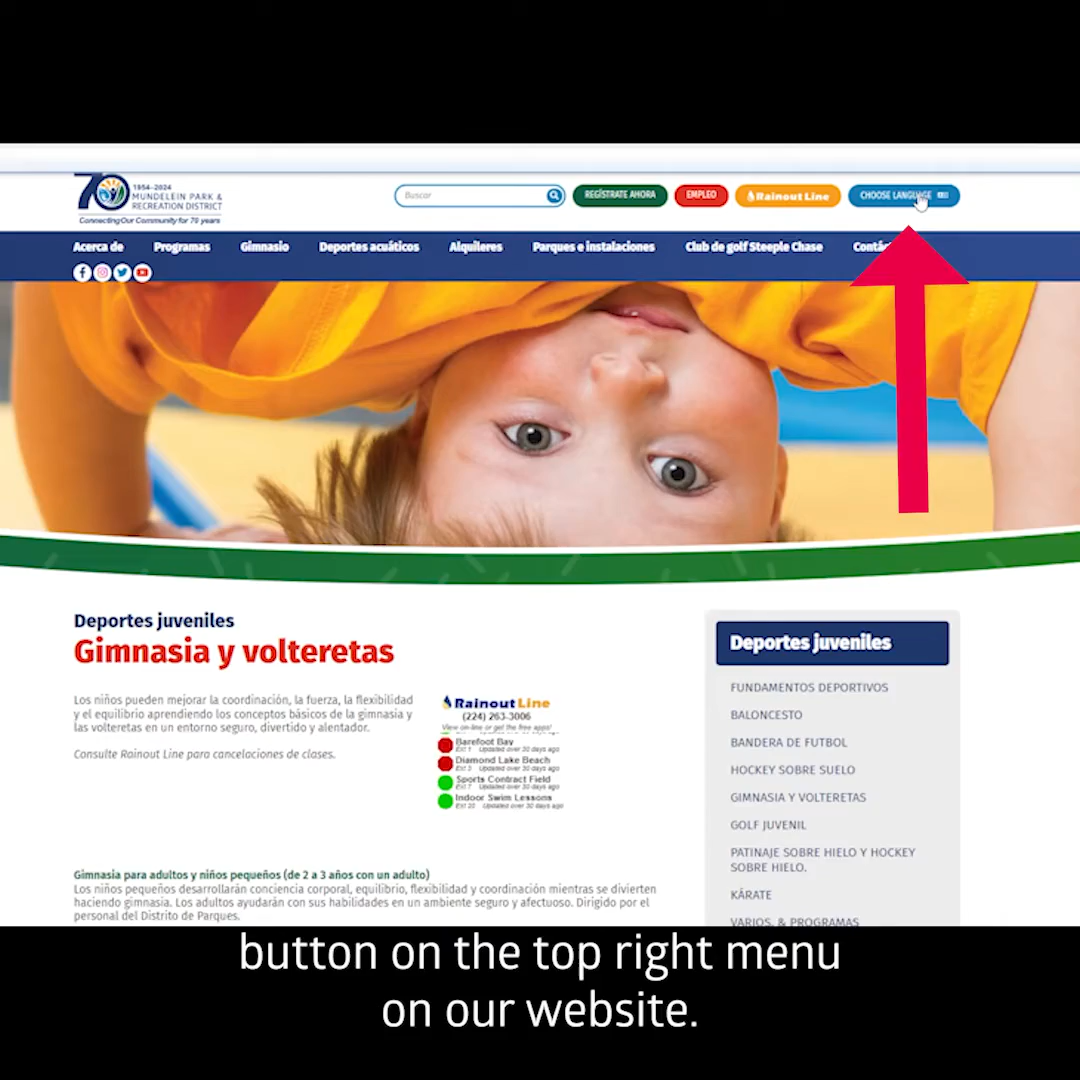 70 1954-2024
MUNDELEIN PARK &
RECREATION DISTRICT
Connecting Our Community for 70 years
Buscar
REGÍSTRATE AHORA
EMPLEO
Rainout Line
CHOOSE LANGUAGE
Acerca de
Programas
Gimnasio
Deportes acuáticos
Alquileres
Parques e instalaciones
Club de golf Steeple Chase
Deportes juveniles
Gimnasia y volteretas
Los niños pueden mejorar la coordinación, la fuerza, la flexibilidad
y el equilibrio aprendiendo los conceptos básicos de la gimnasia y
las volteretas en un entorno seguro, divertido y alentador.
Consulte Rainout Line para cancelaciones de clases.
Rainout Line
(224) 263-3006
View on-line or get the free apps!
Barefoot Bay
Ext 1 Updated over 30 days ago
Diamond Lake Beach
Ext 3 Updated over 30 days ago
Sports Contract Field
Ext 7 Updated over 30 days ago
Indoor Swim Lessons
Ext 20 Updated over 30 days ago
Gimnasia para adultos y niños pequeños (de 2 a 3 años con un adulto)
Los niños pequeños desarrollarán conciencia corporal, equilibrio, flexibilidad y coordinación mientras se divierten
haciendo gimnasia. Los adultos ayudarán con sus habilidades en un ambiente seguro y afectuoso. Dirigido por el
personal del Distrito de Parques.
Deportes juveniles
FUNDAMENTOS DEPORTIVOS
BALONCESTO
BANDERA DE FUTBOL
HOCKEY SOBRE SUELO
GIMNASIA Y VOLTERETAS
GOLF JUVENIL
PATINAJE SOBRE HIELO Y HOCKEY
SOBRE HIELO.
KÁRATE
VARIOS. & PROGRAMAS
button on the top right menu
on our website.